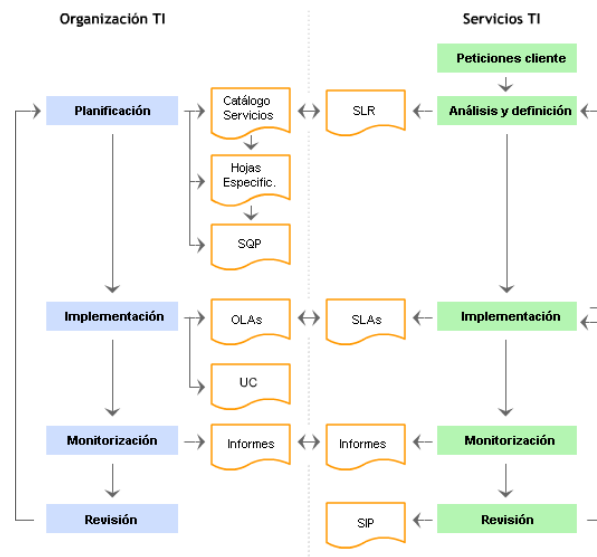 Organización TI
Servicios TI
Peticiones cliente
Planificación
Catálogo
Servicios
SLR
Análisis y definición
Hojas
Especific.
SQP
Implementación
OLAs
SLAs
Implementación
UC
Monitorización
Informes
Informes
Monitorización
Revisión
SIP
Revisión